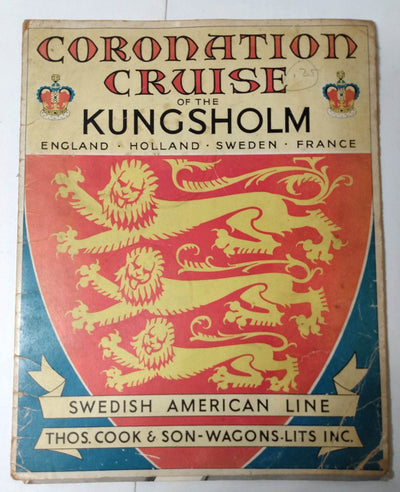 CORONATION
CRUISE
OF THE
KUNGSHOLM
ENGLAND · HOLLAND · SWEDEN · FRANCE
SWEDISH AMERICAN LINE
THOS. COOK & SON-WAGONS-LITS INC.